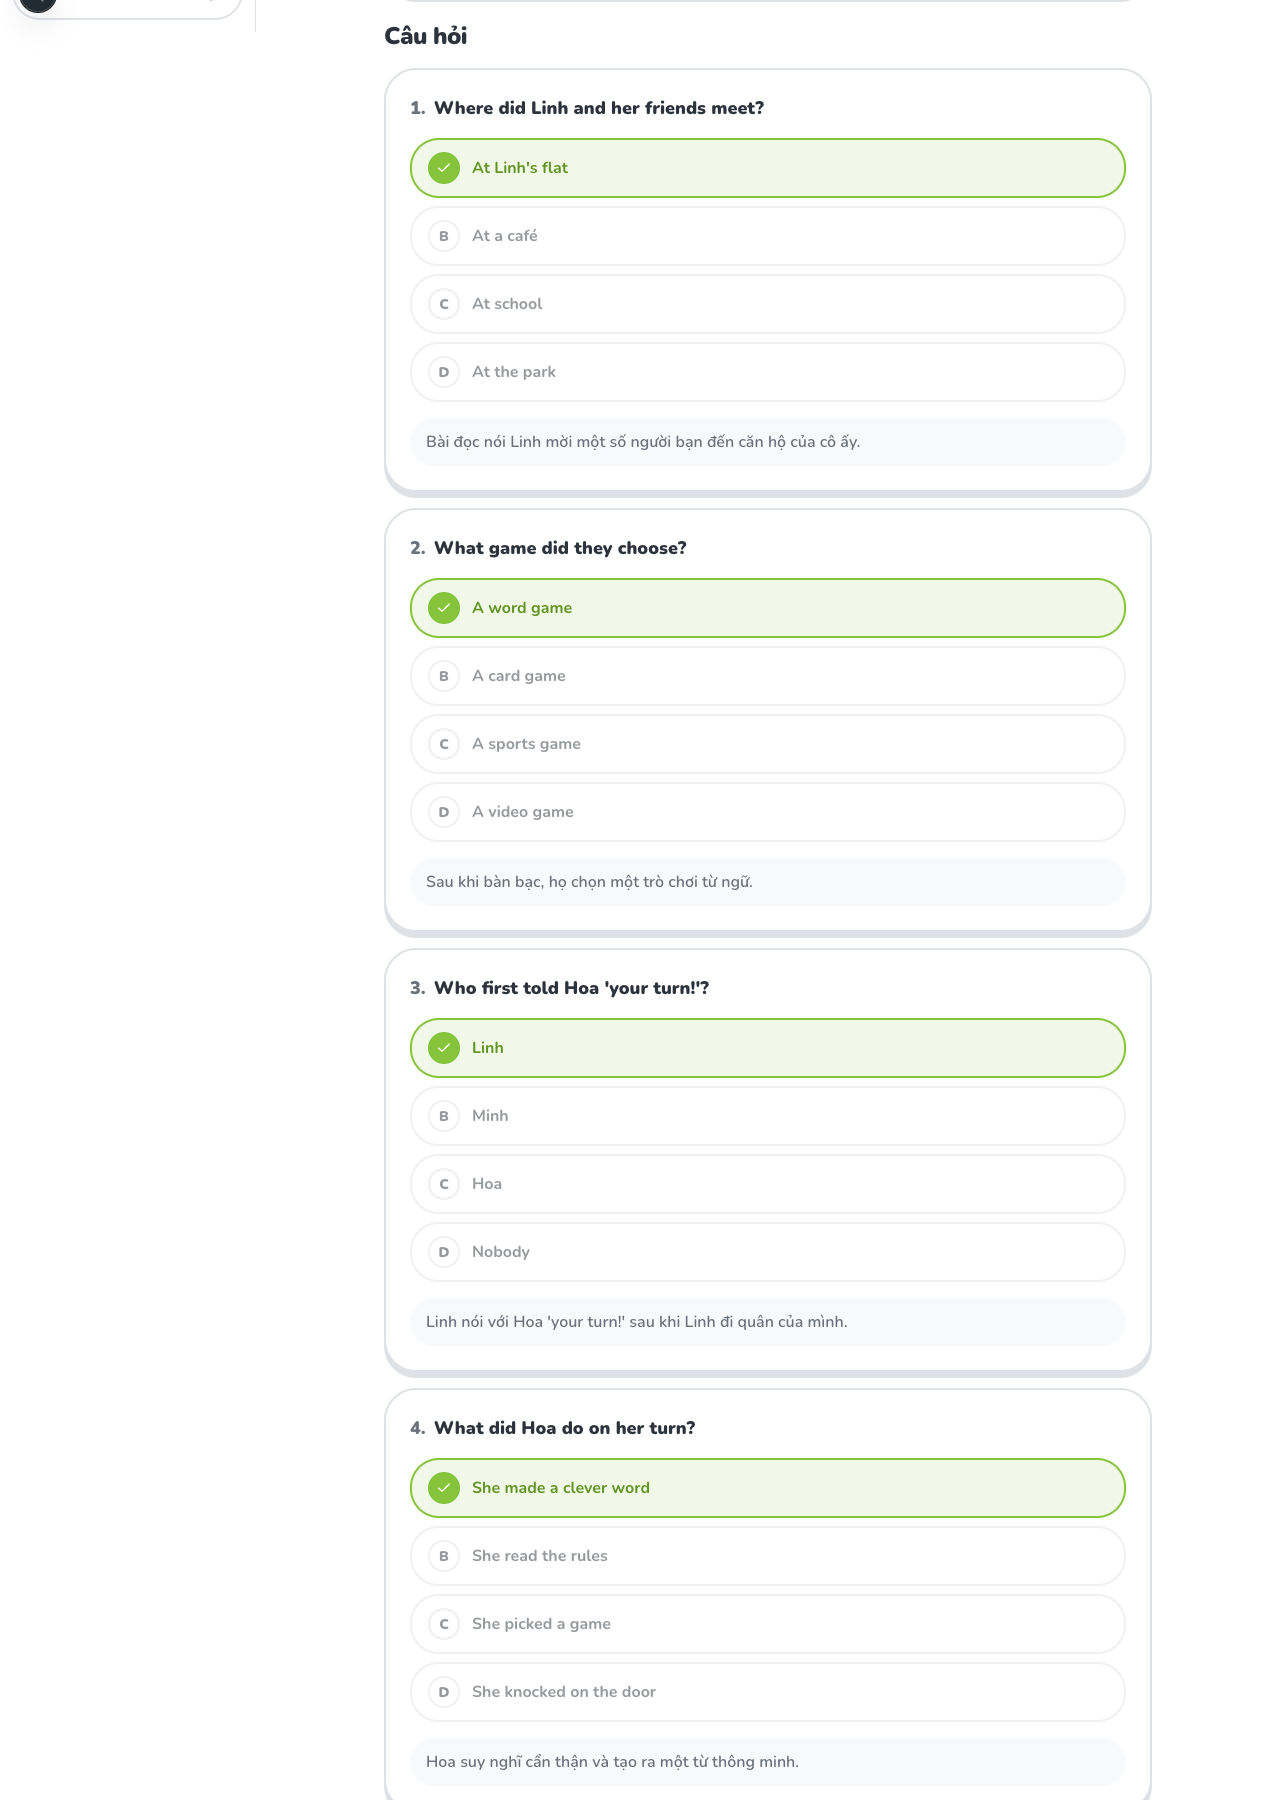 Câu hỏi
1. Where did Linh and her friends meet?
At Linh's flat
B At a café
C At school
D At the park
Bài đọc nói Linh mời một số người bạn đến căn hộ của cô ấy.
2. What game did they choose?
A word game
B A card game
C A sports game
D A video game
Sau khi bàn bạc, họ chọn một trò chơi từ ngữ.
3. Who first told Hoa 'your turn!'?
Linh
B Minh
C Hoa
D Nobody
Linh nói với Hoa 'your turn!' sau khi Linh đi quân của mình.
4. What did Hoa do on her turn?
She made a clever word
B She read the rules
C She picked a game
D She knocked on the door
Hoa suy nghĩ cẩn thận và tạo ra một từ thông minh.